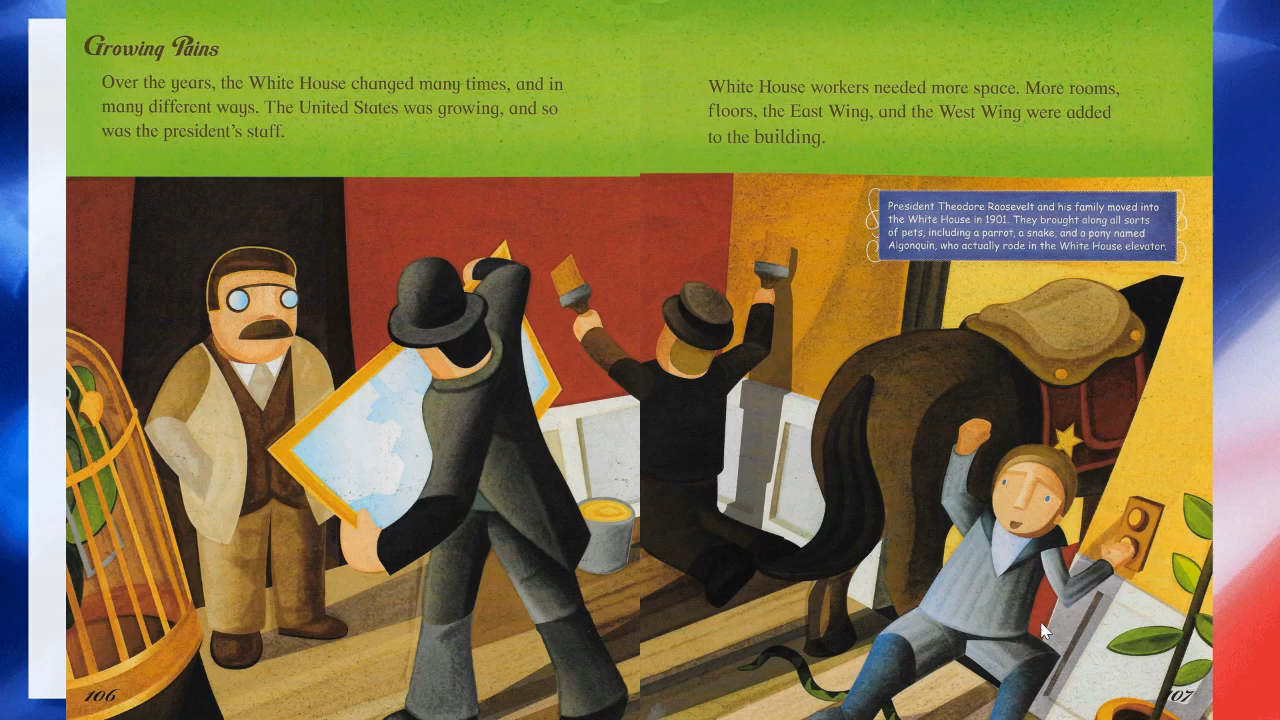 Growing Pains
Over the years, the White House changed many times, and in
many different ways. The United States was growing, and so
was the president's staff.
White House workers needed more space. More rooms,
floors, the East Wing, and the West Wing were added
to the building.
President Theodore Roosevelt and his family moved into
the White House in 1901. They brought along all sorts
of pets, including a parrot, a snake, and a pony named
Algonquin, who actually rode in the White House elevator.
106
107